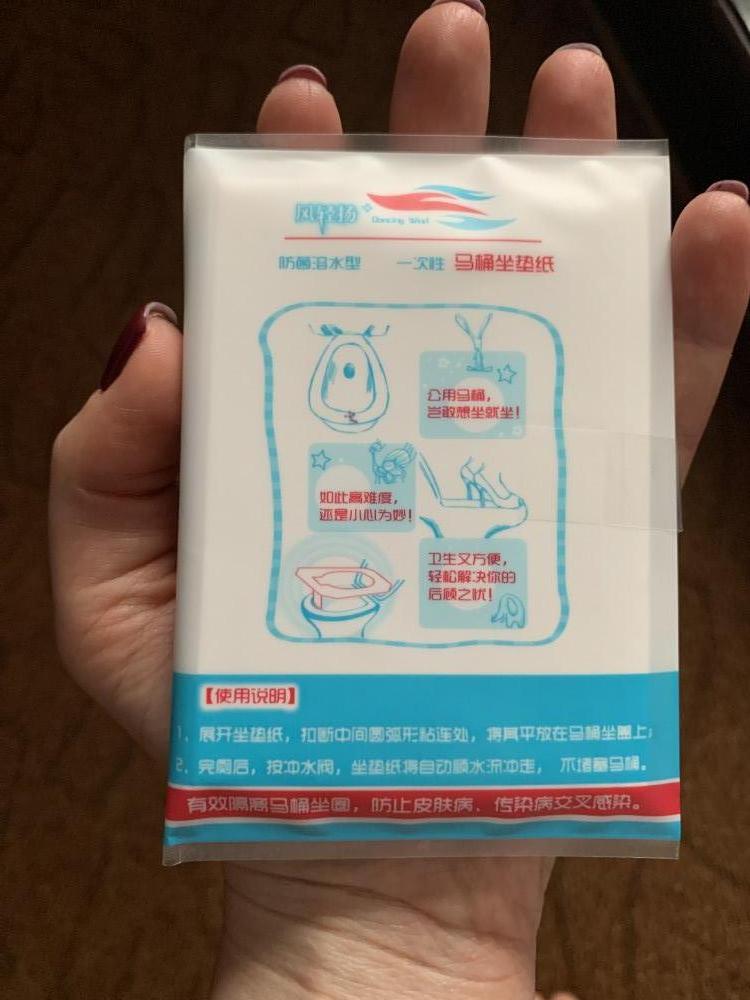 风轻扬
Dancing Wind
防菌溶水型 一次性 马桶坐垫纸
公用马桶，
岂敢想坐就坐！
如此高难度，
还是小心为妙！
卫生又方便，
轻松解决你的
后顾之忧！
【使用说明】
1、展开坐垫纸，拉断中间圆弧形粘连处，将其平放在马桶坐圈上；
2、完厕后，按冲水阀，坐垫纸将自动顺水流冲走，不堵塞马桶。
有效隔离马桶坐圈，防止皮肤病、传染病交叉感染。